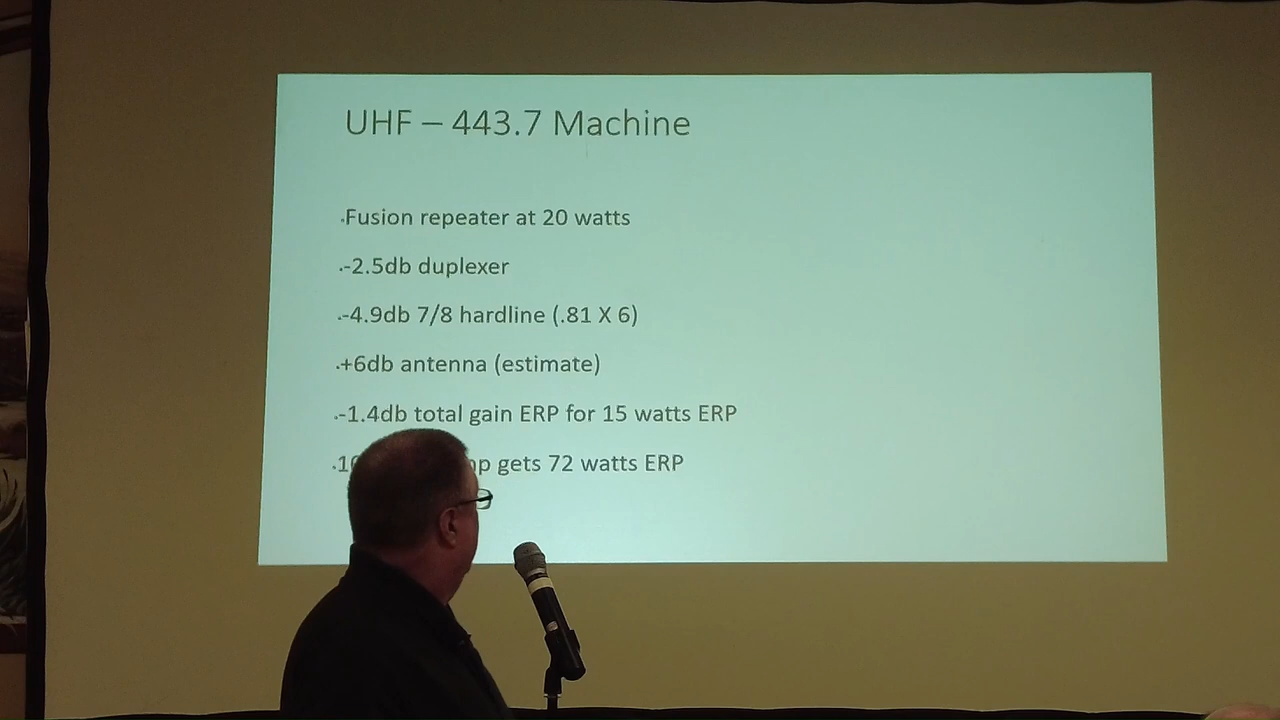 UHF – 443.7 Machine
Fusion repeater at 20 watts
-2.5db duplexer
-4.9db 7/8 hardline (.81 X 6)
+6db antenna (estimate)
-1.4db total gain ERP for 15 watts ERP
gets 72 watts ERP